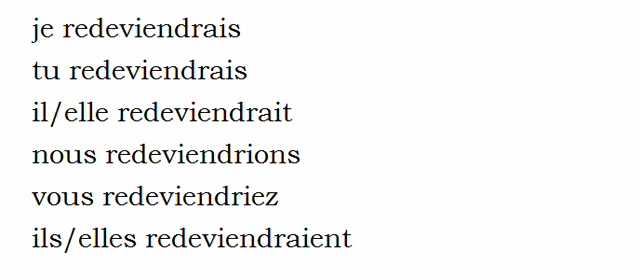 je redeviendrais
tu redeviendrais
il/elle redeviendrait
nous redeviendrions
vous redeviendriez
ils/elles redeviendraient